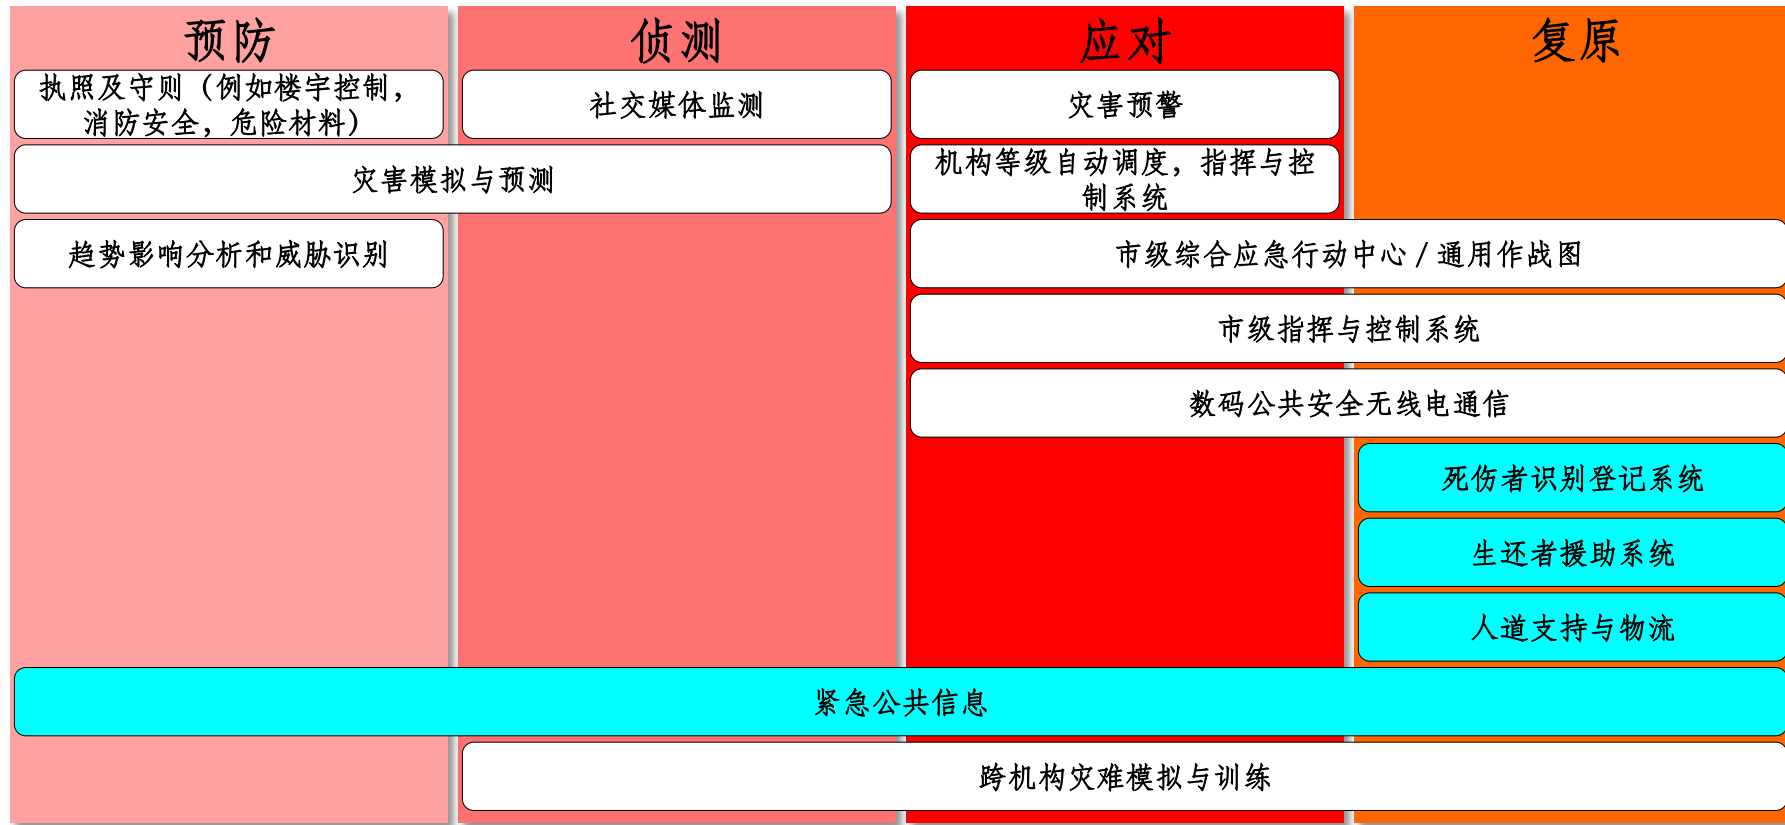 预防
侦测
应对
复原
执照及守则（例如楼宇控制，
消防安全，危险材料）
社交媒体监测
灾害预警
灾害模拟与预测
机构等级自动调度，指挥与控
制系统
趋势影响分析和威胁识别
市级综合应急行动中心 / 通用作战图
市级指挥与控制系统
数码公共安全无线电通信
死伤者识别登记系统
生还者援助系统
人道支持与物流
紧急公共信息
跨机构灾难模拟与训练